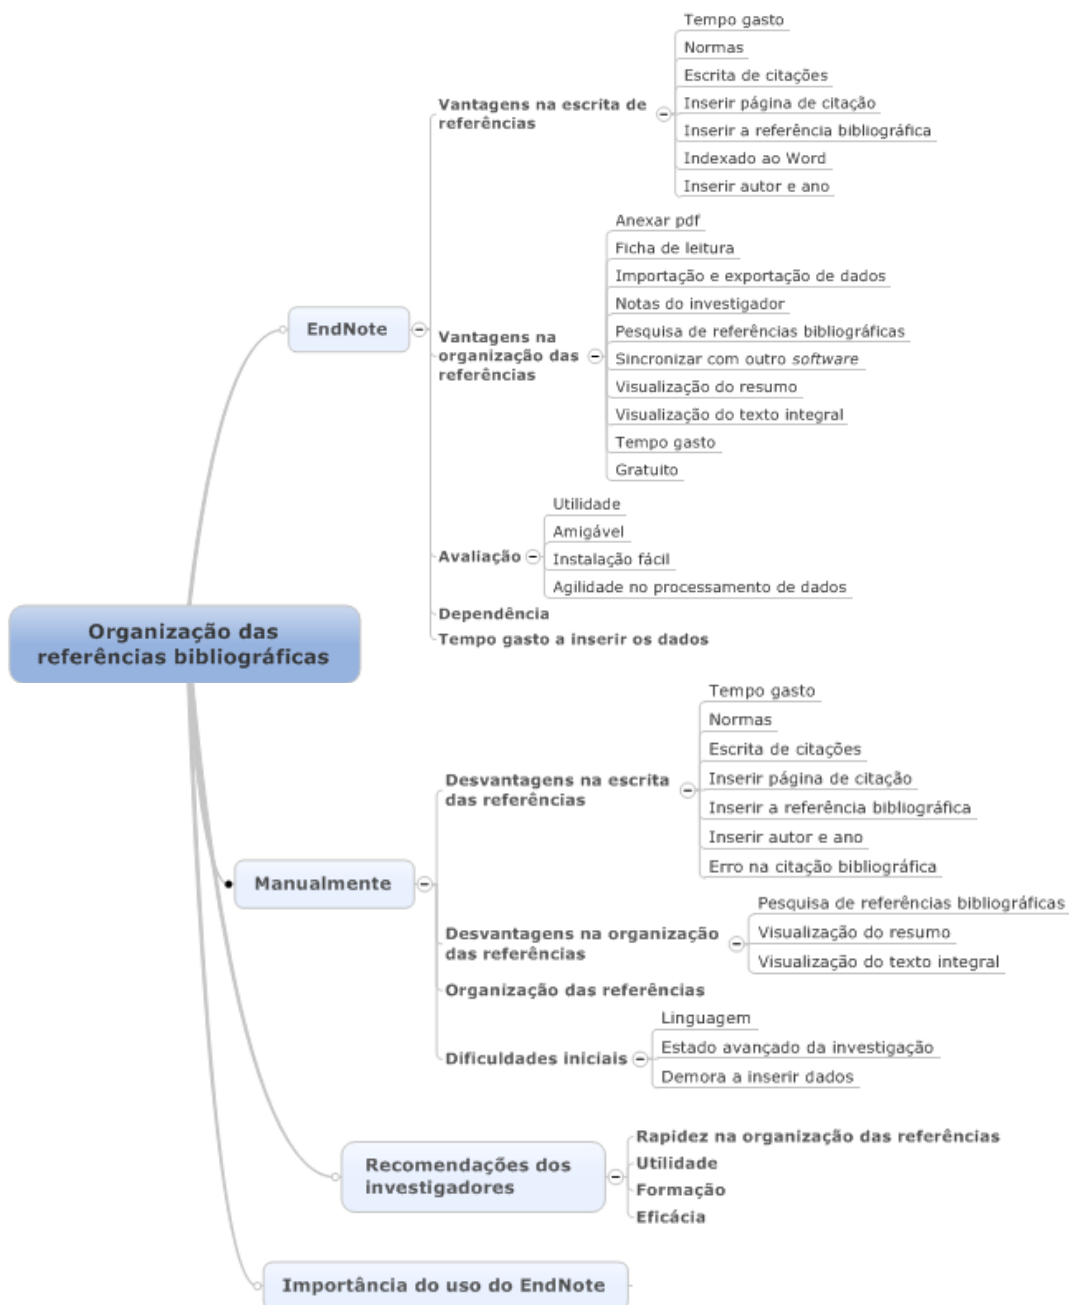 Organização das
referências bibliográficas
EndNote
Vantagens na escrita de
referências
Tempo gasto
Normas
Escrita de citações
Inserir página de citação
Inserir a referência bibliográfica
Indexado ao Word
Inserir autor e ano
Vantagens na
organização das
referências
Anexar pdf
Ficha de leitura
Importação e exportação de dados
Notas do investigador
Pesquisa de referências bibliográficas
Sincronizar com outro software
Visualização do resumo
Visualização do texto integral
Tempo gasto
Gratuito
Avaliação
Utilidade
Amigável
Instalação fácil
Agilidade no processamento de dados
Dependência
Tempo gasto a inserir os dados
Manualmente
Desvantagens na escrita
das referências
Tempo gasto
Normas
Escrita de citações
Inserir página de citação
Inserir a referência bibliográfica
Inserir autor e ano
Erro na citação bibliográfica
Desvantagens na organização
das referências
Pesquisa de referências bibliográficas
Visualização do resumo
Visualização do texto integral
Organização das referências
Dificuldades iniciais
Linguagem
Estado avançado da investigação
Demora a inserir dados
Recomendações dos
investigadores
Rapidez na organização das referências
Utilidade
Formação
Eficácia
Importância do uso do EndNote